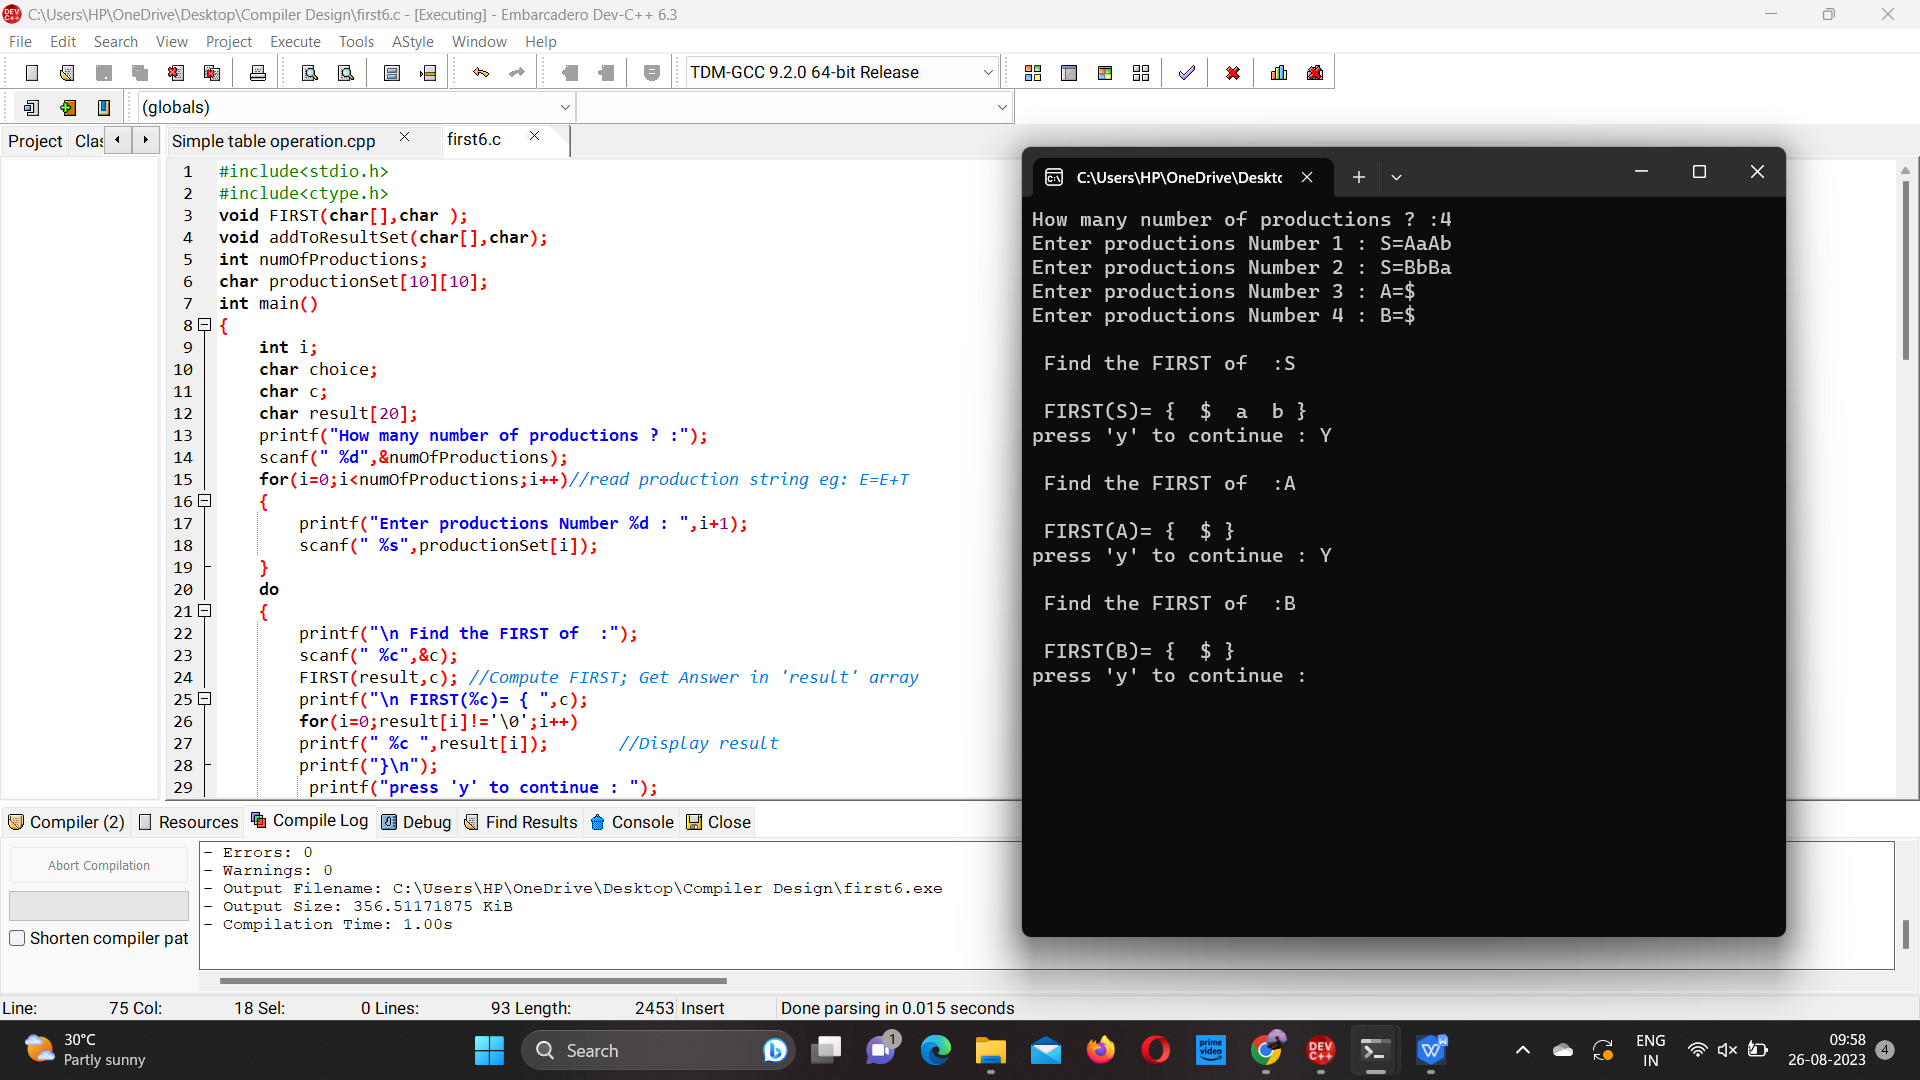 C:\Users\HP\OneDrive\Desktop\Compiler Design\first6.c - [Executing] - Embarcadero Dev-C++ 6.3
File Edit Search View Project Execute Tools AStyle Window Help
TDM-GCC 9.2.0 64-bit Release
(globals)
Project Clas Simple table operation.cpp first6.c
1 #include<stdio.h>
2 #include<ctype.h>
3 void FIRST(char[],char );
4 void addToResultSet(char[],char);
5 int numOfProductions;
6 char productionSet[10][10];
7 int main()
8 {
9 int i;
10 char choice;
11 char c;
12 char result[20];
13 printf("How many number of productions ? :");
14 scanf(" %d",&numOfProductions);
15 for(i=0;i<numOfProductions;i++)//read production string eg: E=E+T
16 {
17 printf("Enter productions Number %d : ",i+1);
18 scanf(" %s",productionSet[i]);
19 }
20 do
21 {
22 printf("\n Find the FIRST of  :");
23 scanf(" %c",&c);
24 FIRST(result,c); //Compute FIRST; Get Answer in 'result' array
25 printf("\n FIRST(%c)= { ",c);
26 for(i=0;result[i]!='\0';i++)
27 printf(" %c ",result[i]);       //Display result
28 printf("}\n");
29 printf("press 'y' to continue : ");
C:\Users\HP\OneDrive\Deskto
How many number of productions ? :4
Enter productions Number 1 : S=AaAb
Enter productions Number 2 : S=BbBa
Enter productions Number 3 : A=$
Enter productions Number 4 : B=$
Find the FIRST of  :S
FIRST(S)= {  $  a  b }
press 'y' to continue : Y
Find the FIRST of  :A
FIRST(A)= {  $ }
press 'y' to continue : Y
Find the FIRST of  :B
FIRST(B)= {  $ }
press 'y' to continue :
Compiler (2) Resources Compile Log Debug Find Results Console Close
Abort Compilation
Shorten compiler pat
- Errors: 0
- Warnings: 0
- Output Filename: C:\Users\HP\OneDrive\Desktop\Compiler Design\first6.exe
- Output Size: 356.51171875 KiB
- Compilation Time: 1.00s
Line: 75 Col: 18 Sel: 0 Lines: 93 Length: 2453 Insert Done parsing in 0.015 seconds
30°C
Partly sunny
Search
1
prime video
DEV C++
ENG
IN
09:58
26-08-2023
4